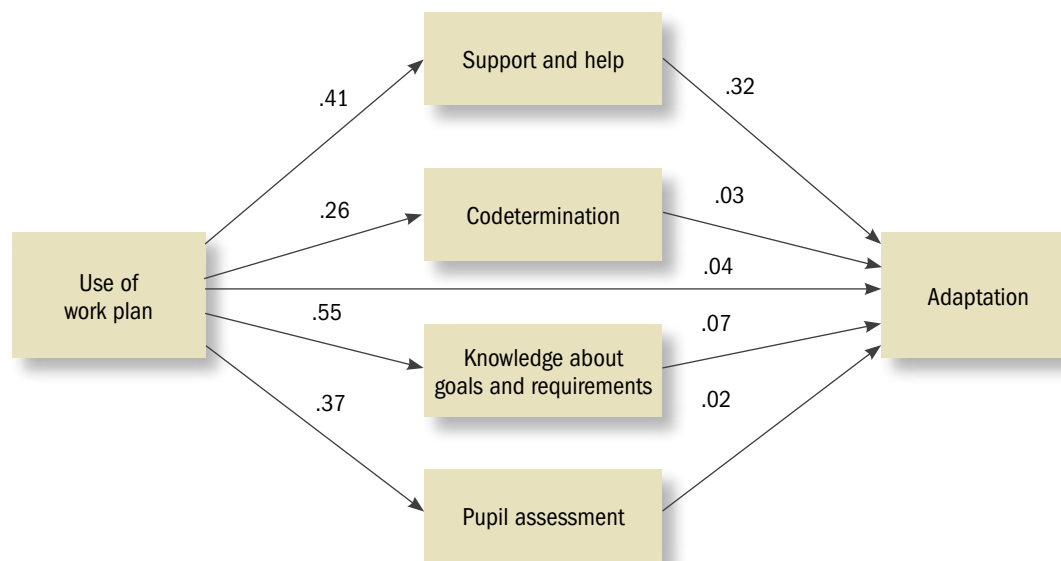 Support and help
.41
.32
Codetermination
.26
.03
Use of
work plan
.04
Adaptation
.55
.07
Knowledge about
goals and requirements
.37
.02
Pupil assessment